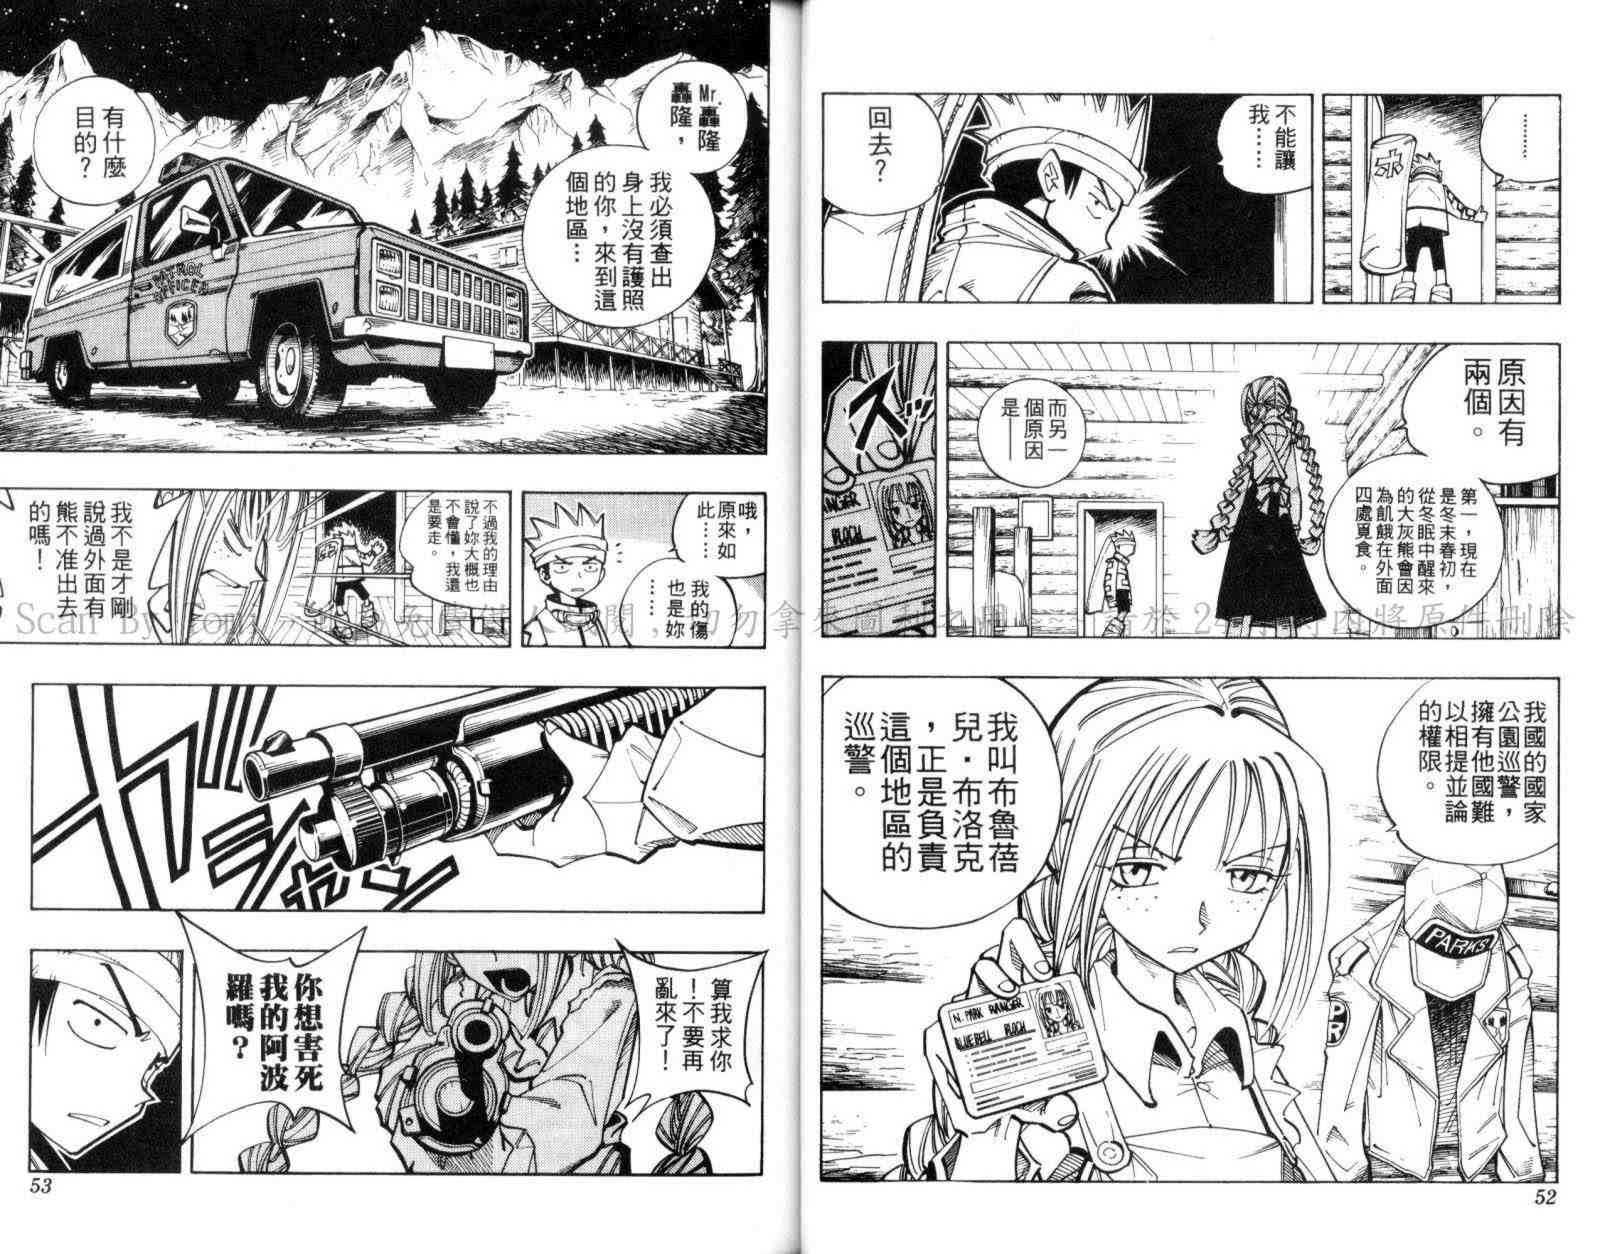 ………
不能讓
我……
回去？
原因有
兩個。
第一，現在
是冬末春初，
從冬眠中醒來
的大灰熊會因
為飢餓在外面
四處覓食。
而另一
個原因
是——
スッ
RANGER
BLOCH
我國的國家
公園巡警，
擁有他國難
以相提並論
的權限。
PARKS
PR
N. PARK RANGER
BLUEBELL BLOCH
我叫布魯蓓
兒·布洛克
，正是負責
這個地區的
巡警。
52
Mr.轟隆
轟隆，
我必須查出
身上沒有護照
的你，來到這
個地區…
有什麼
目的？
PATROL
OFFICER
哦，
原來如
此……
我的傷
也是妳
……
不過我的理由
說了妳大概也
不會懂，我還
是要走。
我不是才剛
說過外面有
熊不准出去
的嗎！
ガシャン
算我求你
！不要再
亂來了！
你想害死
我的阿波
羅嗎？
53